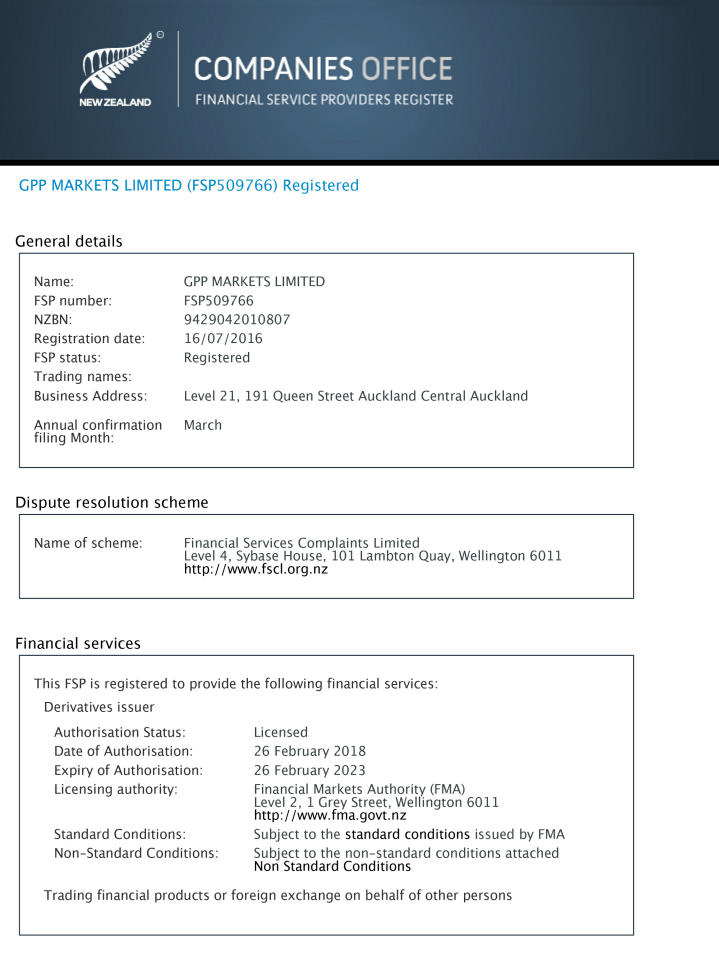 ©
NEW ZEALAND
COMPANIES OFFICE
FINANCIAL SERVICE PROVIDERS REGISTER
GPP MARKETS LIMITED (FSP509766) Registered
General details
Name: GPP MARKETS LIMITED
FSP number: FSP509766
NZBN: 9429042010807
Registration date: 16/07/2016
FSP status: Registered
Trading names:
Business Address: Level 21, 191 Queen Street Auckland Central Auckland
Annual confirmation March
filing Month:
Dispute resolution scheme
Name of scheme: Financial Services Complaints Limited
Level 4, Sybase House, 101 Lambton Quay, Wellington 6011
http://www.fscl.org.nz
Financial services
This FSP is registered to provide the following financial services:
Derivatives issuer
Authorisation Status: Licensed
Date of Authorisation: 26 February 2018
Expiry of Authorisation: 26 February 2023
Licensing authority: Financial Markets Authority (FMA)
Level 2, 1 Grey Street, Wellington 6011
http://www.fma.govt.nz
Standard Conditions: Subject to the standard conditions issued by FMA
Non-Standard Conditions: Subject to the non-standard conditions attached
Non Standard Conditions
Trading financial products or foreign exchange on behalf of other persons